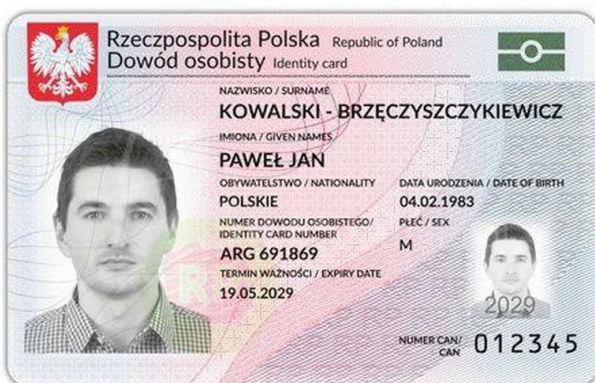 Rzeczpospolita Polska Republic of Poland
Dowód osobisty Identity card
NAZWISKO / SURNAME
KOWALSKI - BRZĘCZYSZCZYKIEWICZ
IMIONA / GIVEN NAMES
PAWEŁ JAN
OBYWATELSTWO / NATIONALITY DATA URODZENIA / DATE OF BIRTH
POLSKIE 04.02.1983
NUMER DOWODU OSOBISTEGO/ PŁEĆ / SEX
IDENTITY CARD NUMBER
ARG 691869 M
TERMIN WAŻNOŚCI / EXPIRY DATE
19.05.2029
2029
NUMER CAN/
CAN 012345